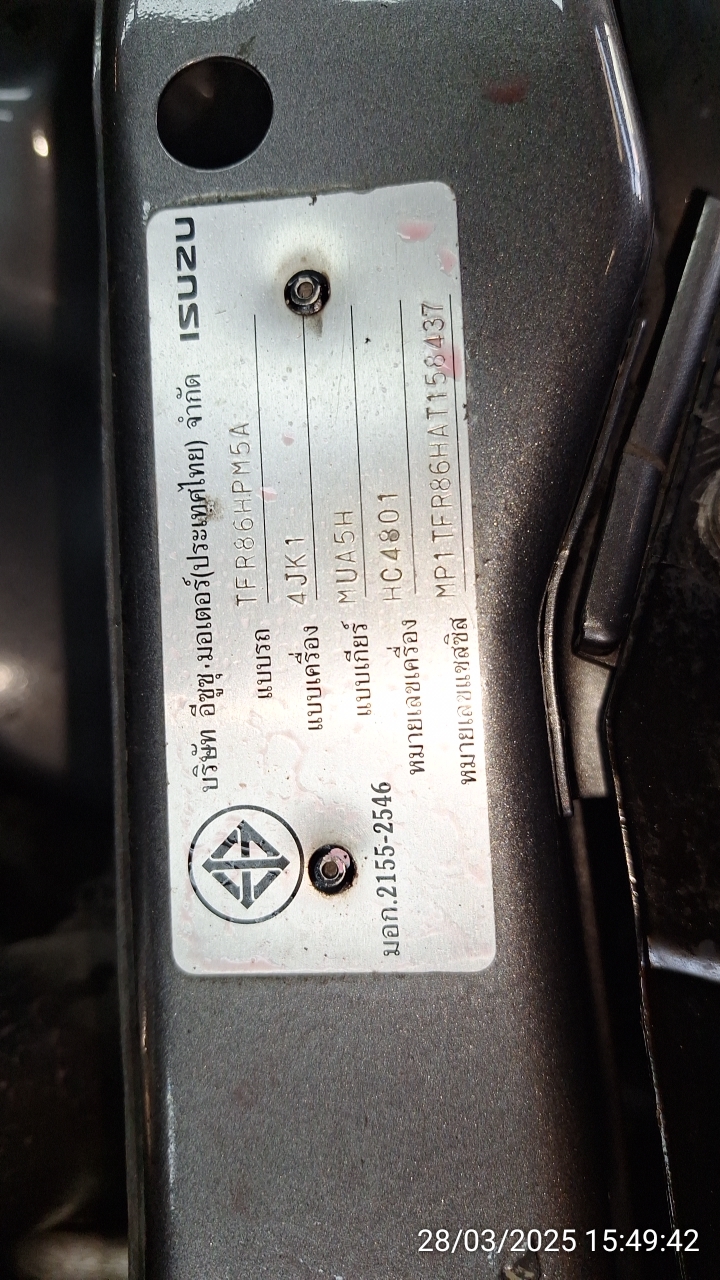 บริษัท อีซูซุมอเตอร์(ประเทศไทย) จำกัด ISUZU
แบบรถ TFR86HPM5A
แบบเครื่อง 4JK1
แบบเกียร์ MUA5H
หมายเลขเครื่อง HC4801
หมายเลขแชสซิส MP1TFR86HAT158437
มอก.2155-2546
28/03/2025 15:49:42